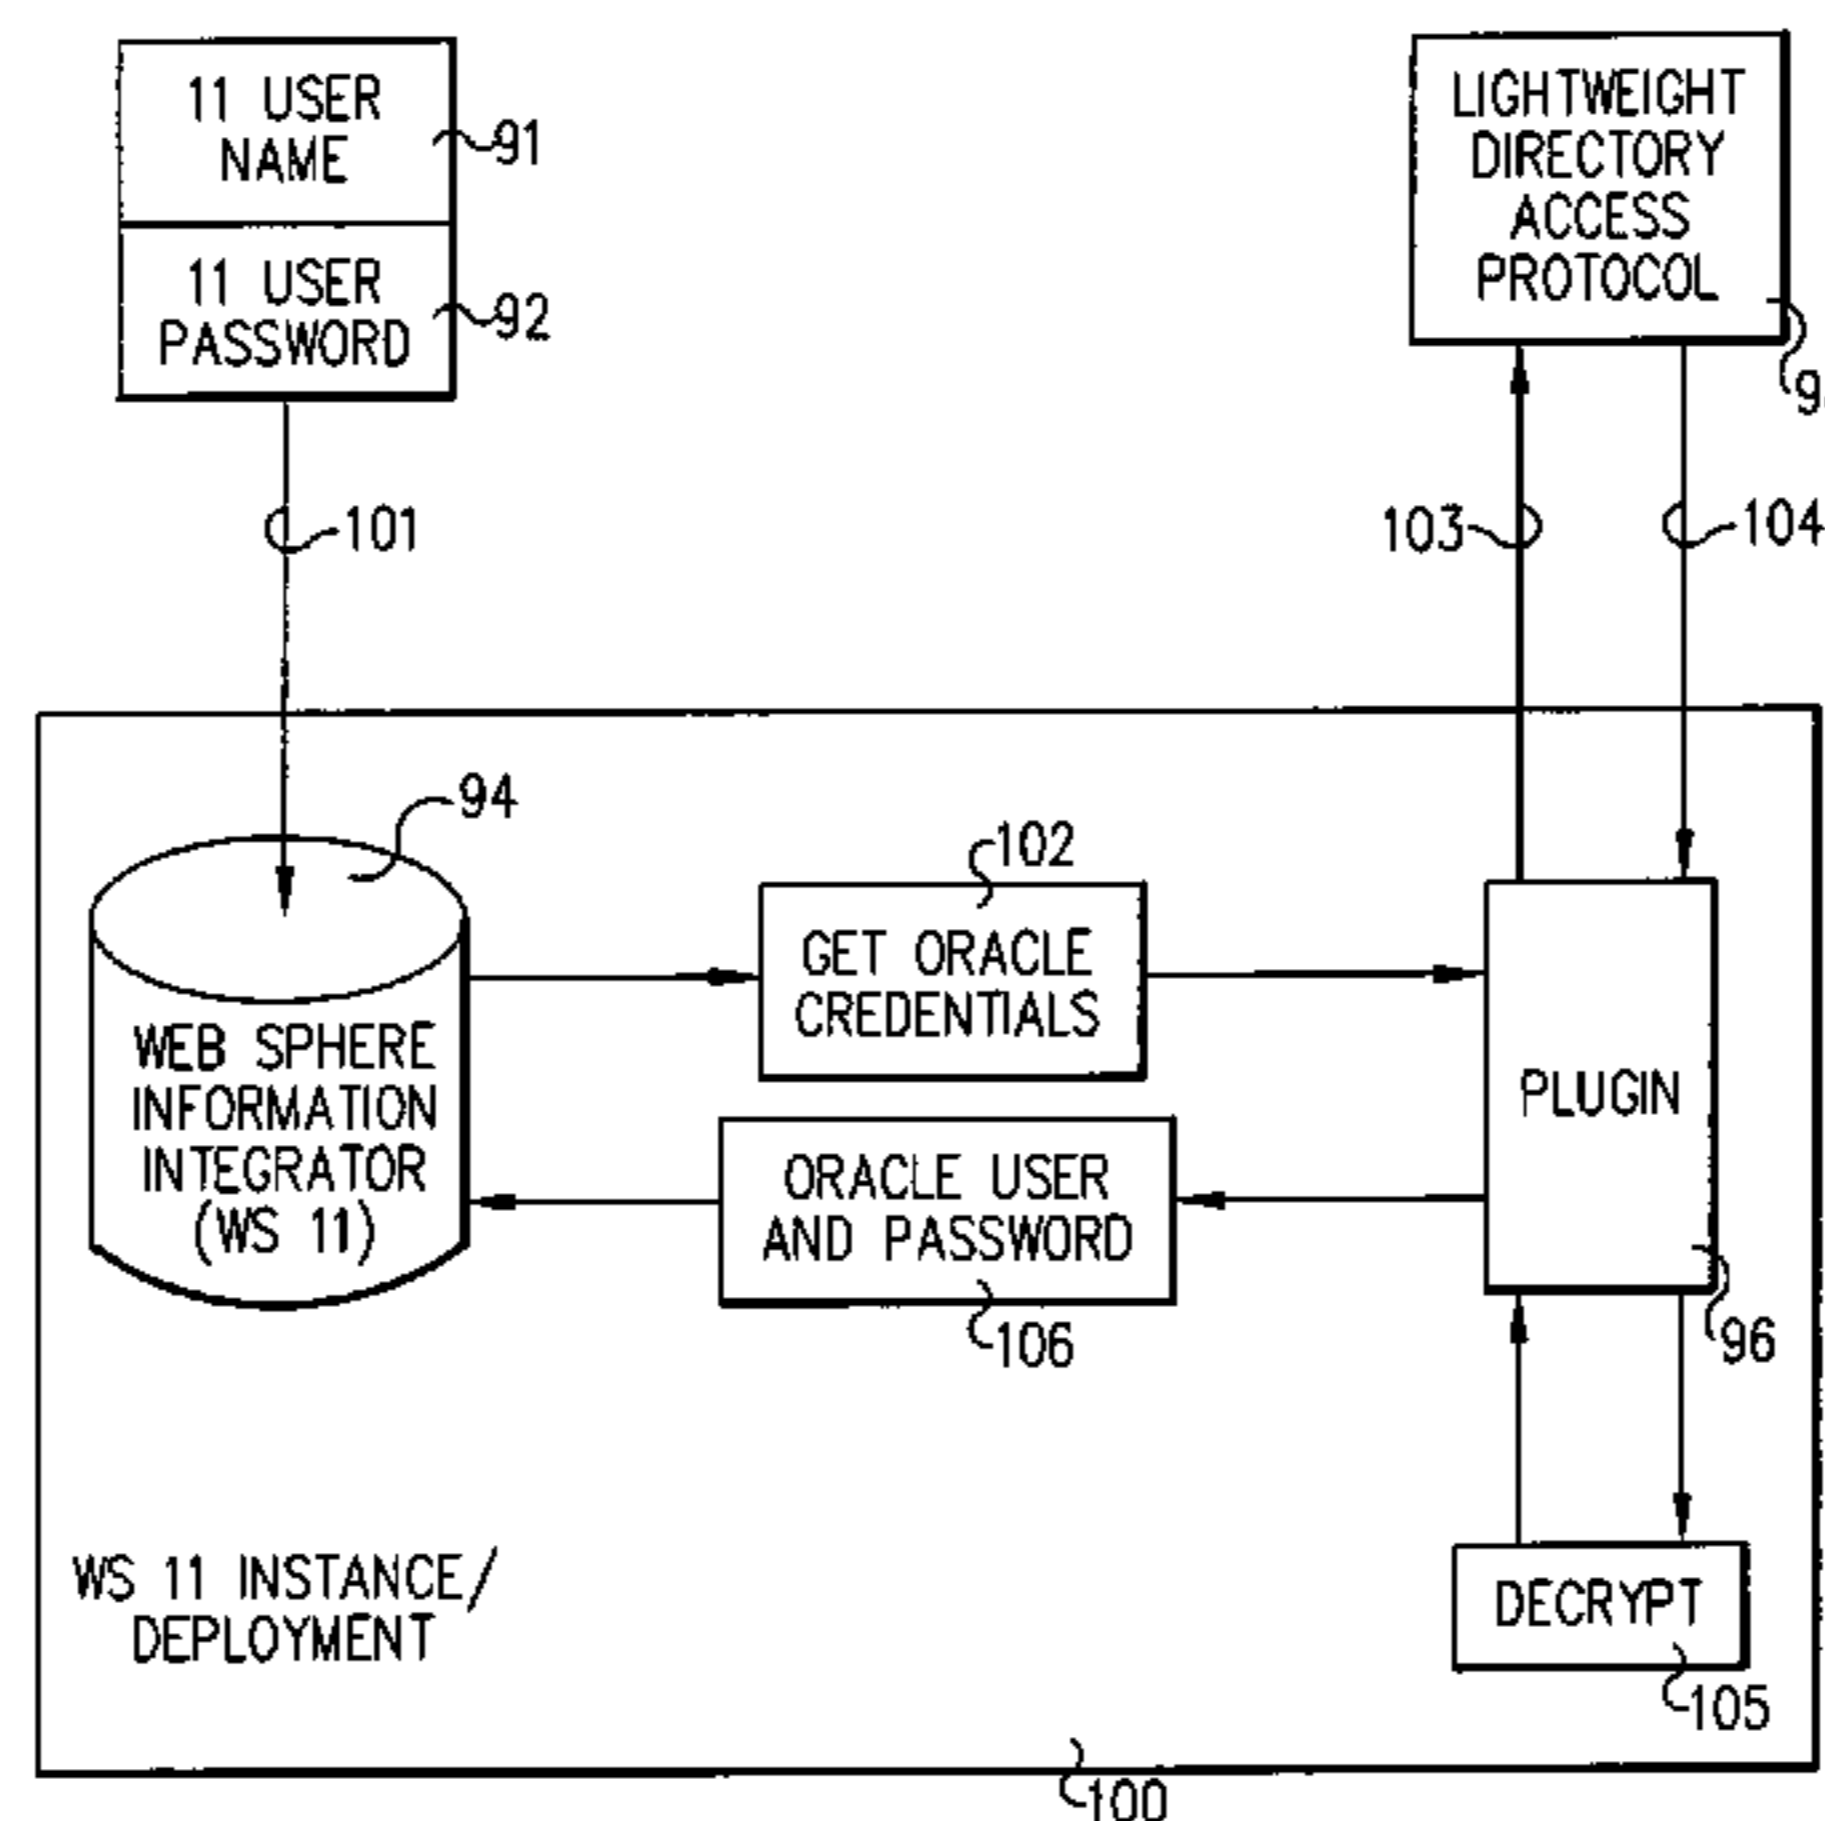 11 USER
NAME
91
11 USER
PASSWORD
92
LIGHTWEIGHT
DIRECTORY
ACCESS
PROTOCOL
101
103
104
94
102
GET ORACLE
CREDENTIALS
WEB SPHERE
INFORMATION
INTEGRATOR
(WS 11)
PLUGIN
ORACLE USER
AND PASSWORD
106
96
WS 11 INSTANCE/
DEPLOYMENT
DECRYPT
105
100